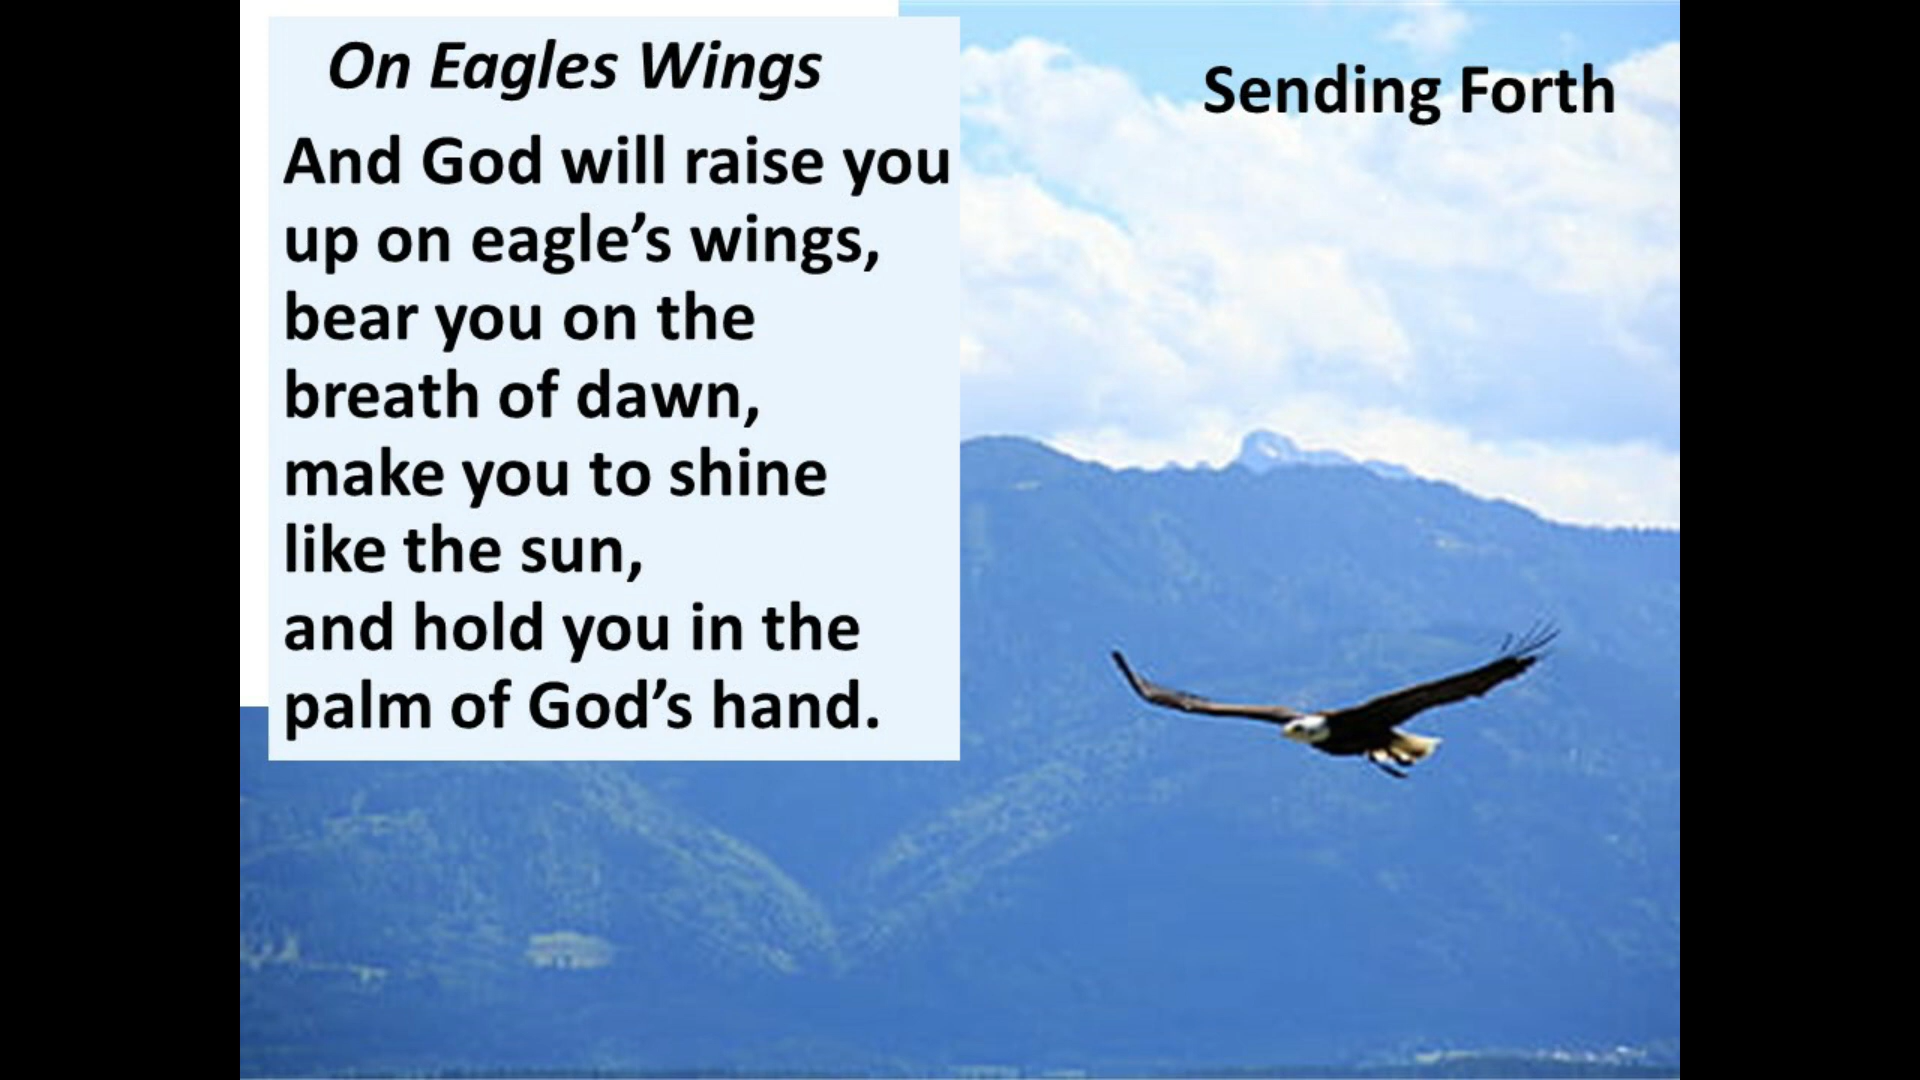 On Eagles Wings
Sending Forth
And God will raise you
up on eagle’s wings,
bear you on the
breath of dawn,
make you to shine
like the sun,
and hold you in the
palm of God’s hand.